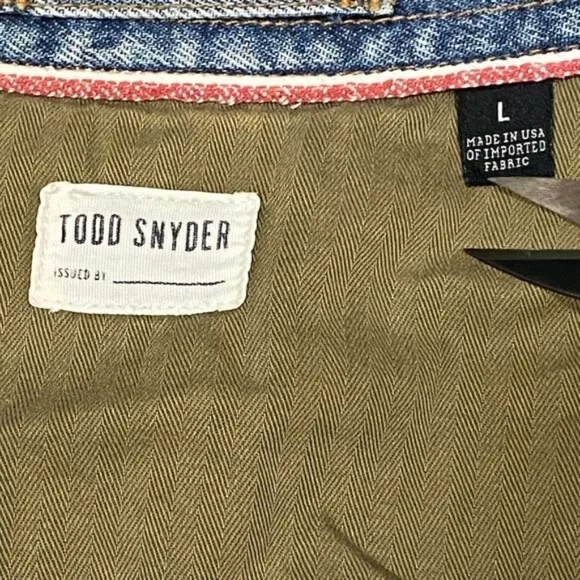 L
MADE IN USA
OF IMPORTED
FABRIC
TODD SNYDER
ISSUED BY